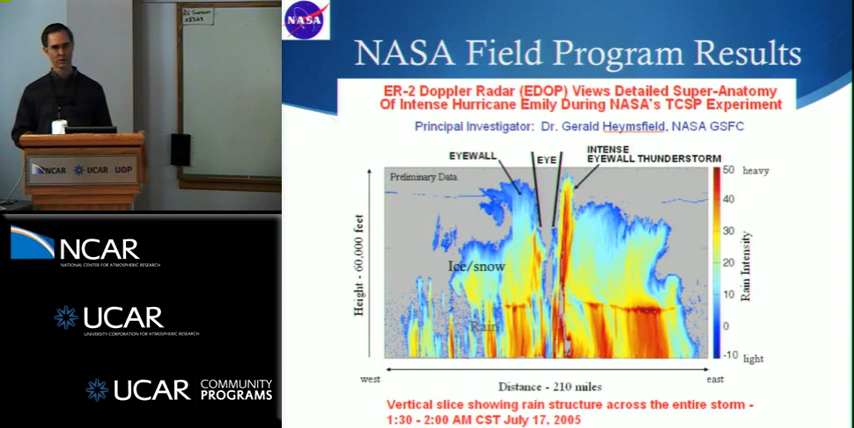 NASA
NASA Field Program Results
ER-2 Doppler Radar (EDOP) Views Detailed Super-Anatomy
Of Intense Hurricane Emily During NASA's TCSP Experiment
Principal Investigator: Dr. Gerald Heymsfield, NASA GSFC
EYEWALL
EYE
INTENSE
EYEWALL THUNDERSTORM
Preliminary Data
Ice/snow
Rain
Height - 60,000 feet
50
40
30
20
10
0
-10
heavy
light
Rain Intensity
west
east
Distance - 210 miles
Vertical slice showing rain structure across the entire storm -
1:30 - 2:00 AM CST July 17, 2005
NCAR
UCAR
UOP
NCAR
NATIONAL CENTER FOR ATMOSPHERIC RESEARCH
UCAR
UNIVERSITY CORPORATION FOR ATMOSPHERIC RESEARCH
UCAR
COMMUNITY
PROGRAMS